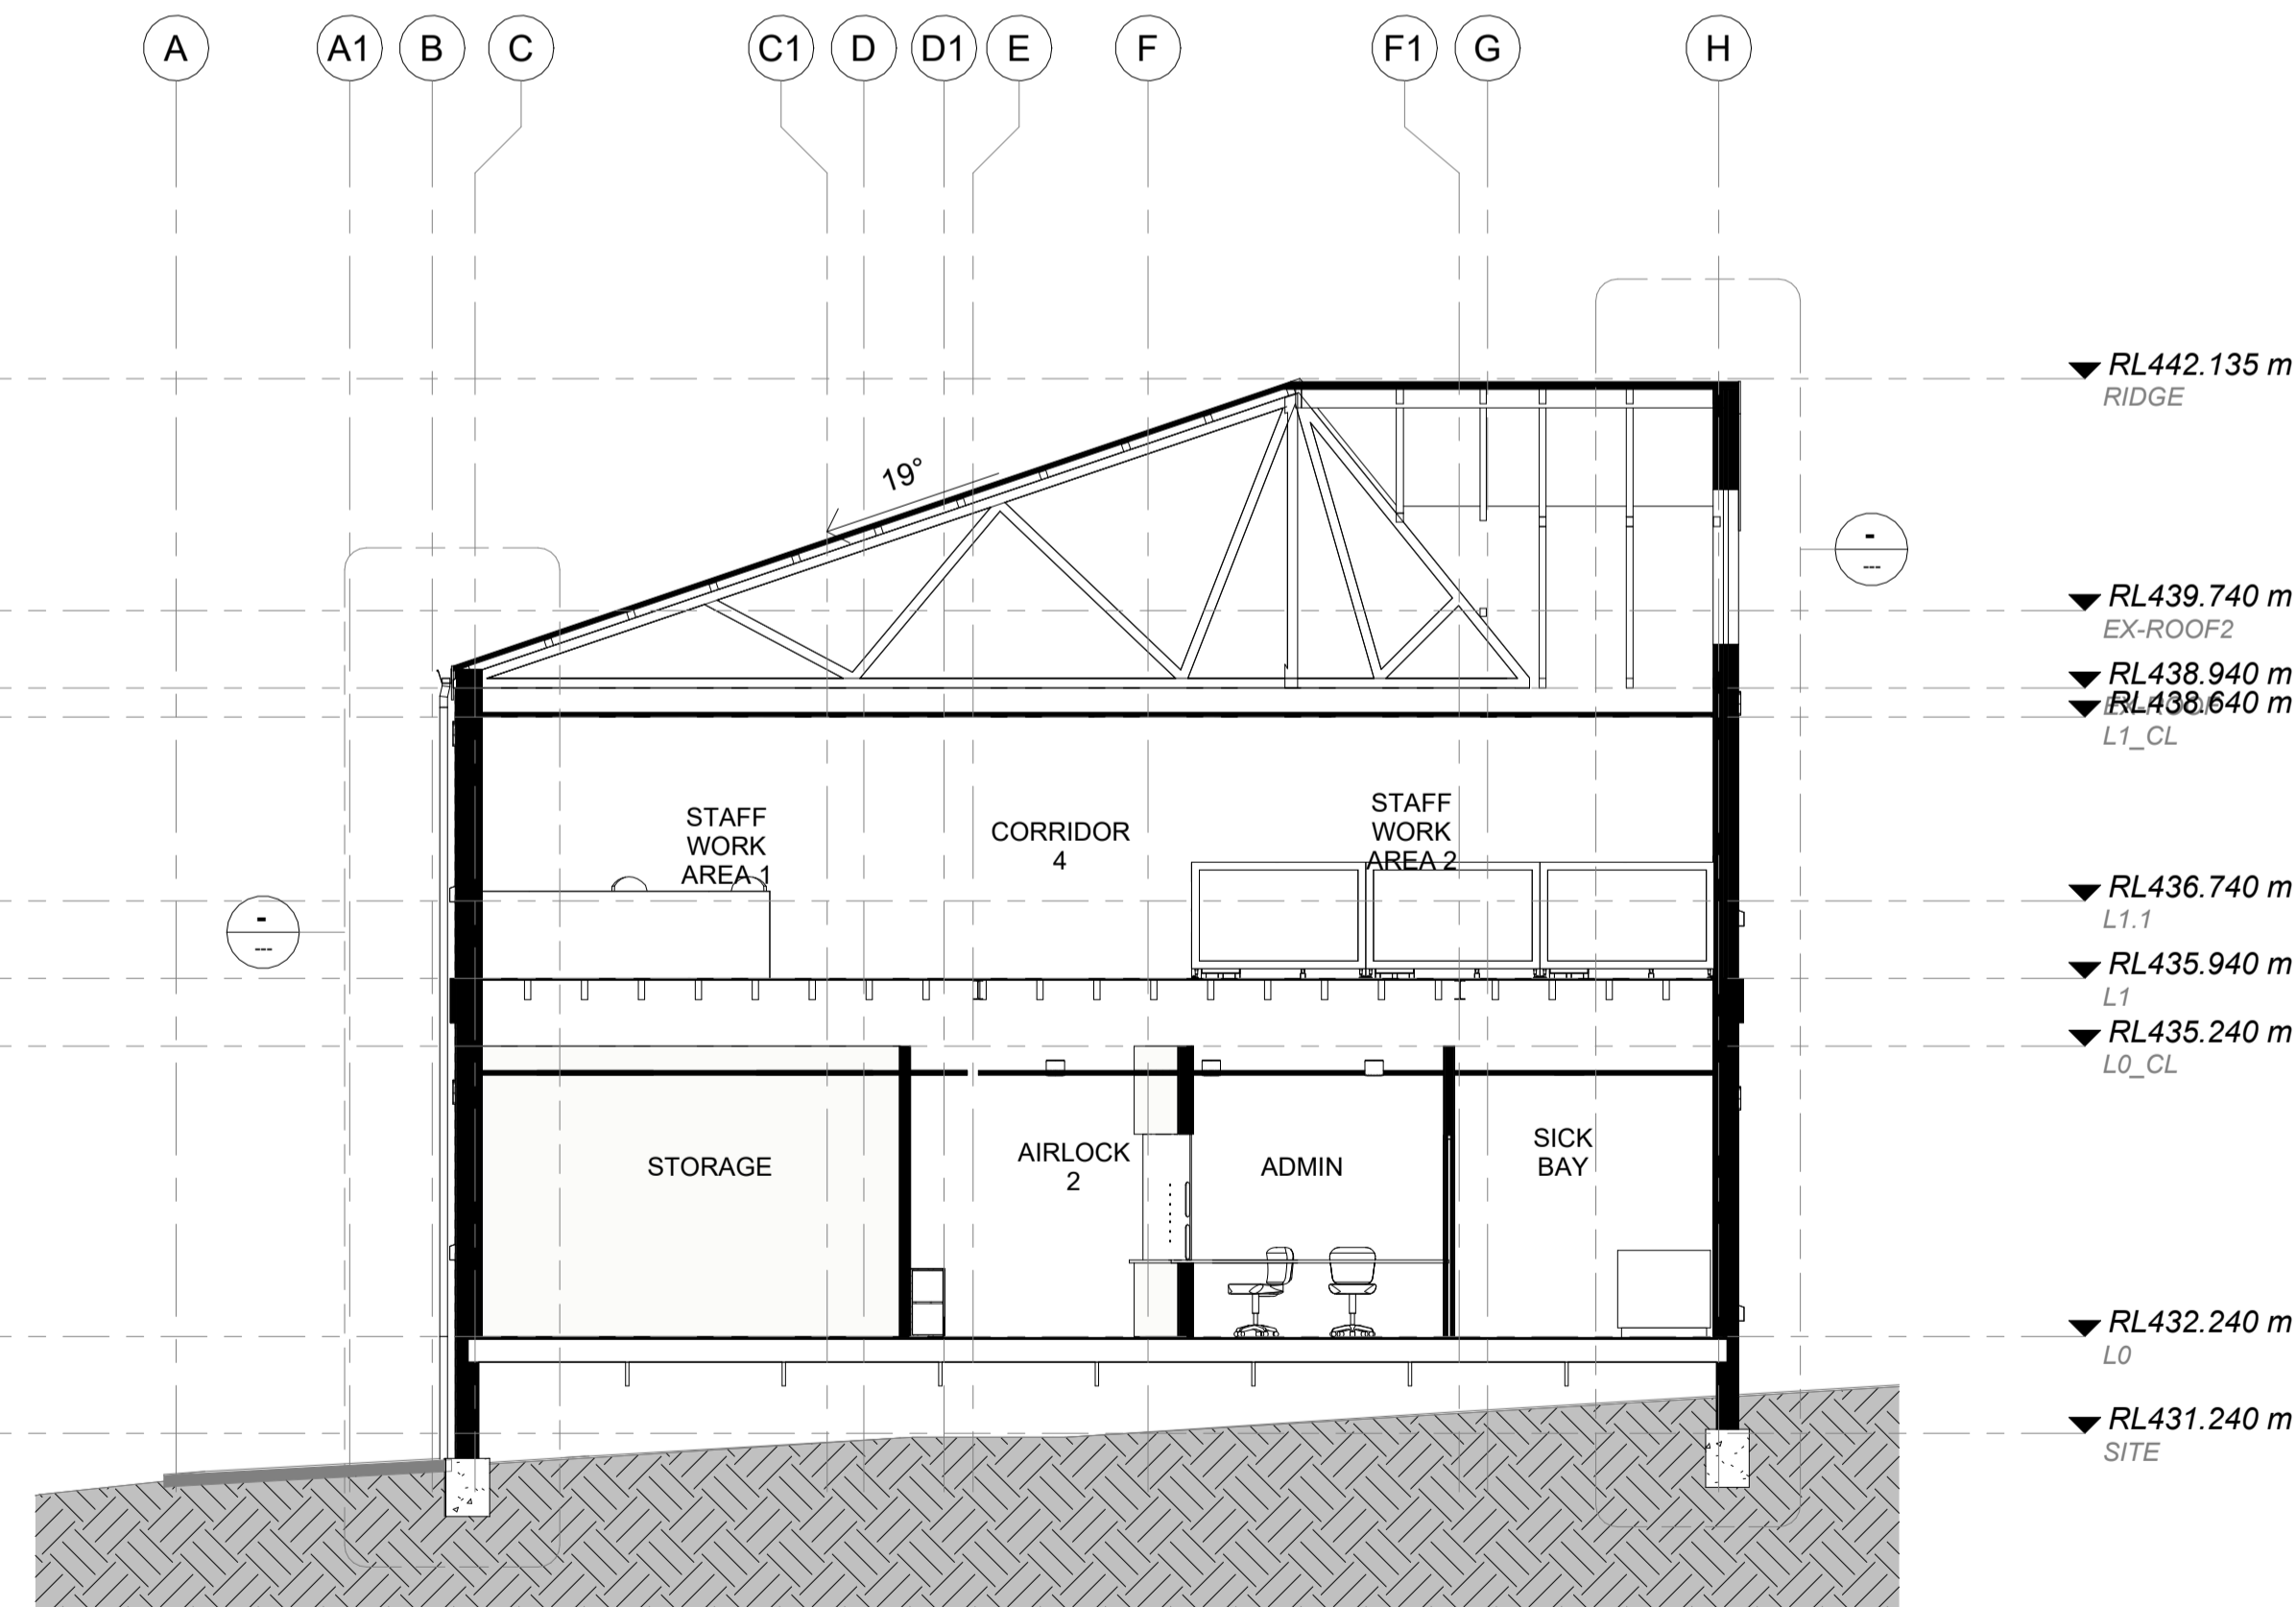 A A1 B C C1 D D1 E F F1 G H
RL442.135 m
RIDGE
19°
-
---
RL439.740 m
EX-ROOF2
RL438.940 m
EX-ROOF
RL438.640 m
L1_CL
STAFF
WORK
AREA 1
CORRIDOR
4
STAFF
WORK
AREA 2
RL436.740 m
L1.1
-
---
RL435.940 m
L1
RL435.240 m
L0_CL
STORAGE
AIRLOCK
2
ADMIN
SICK
BAY
RL432.240 m
L0
RL431.240 m
SITE